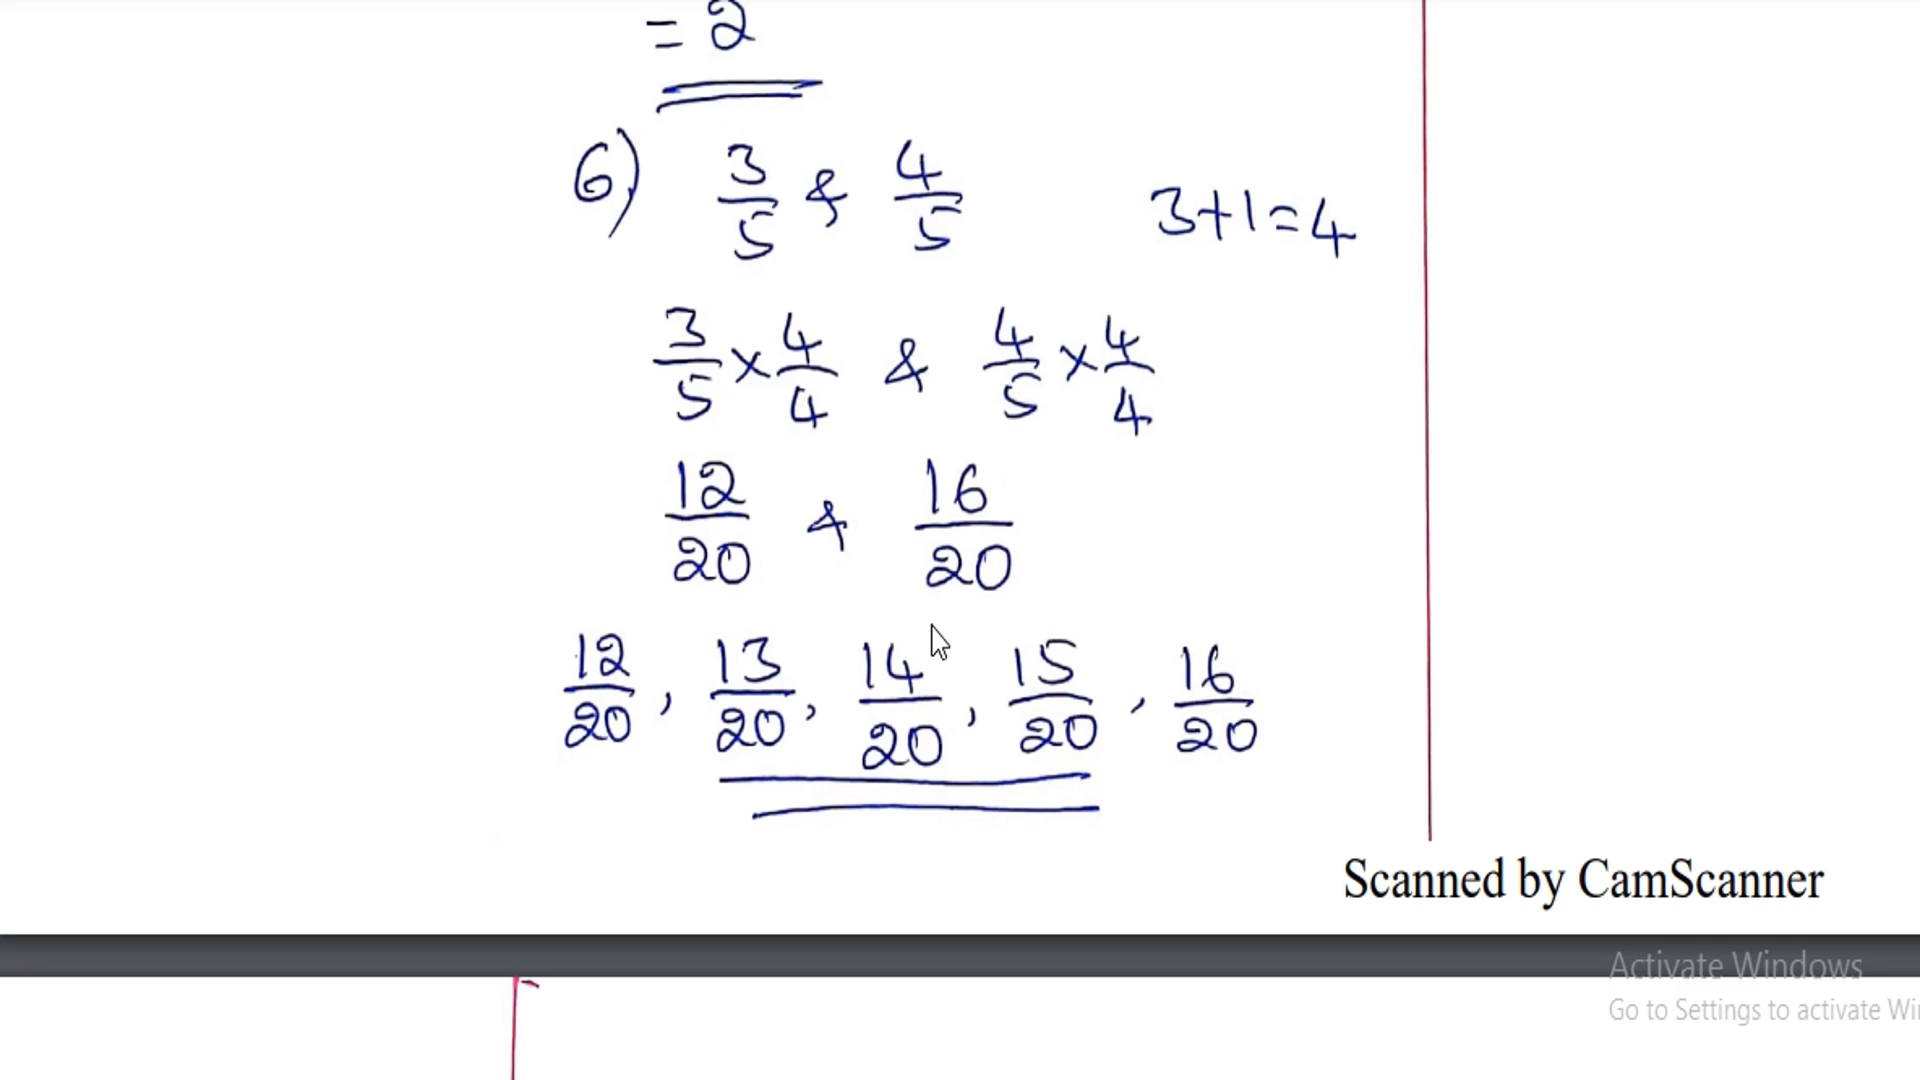 = 2
6) 3/5 & 4/5 3+1=4
3/5 × 4/4 & 4/5 × 4/4
12/20 & 16/20
12/20, 13/20, 14/20, 15/20, 16/20
Scanned by CamScanner
Activate Windows
Go to Settings to activate Wi